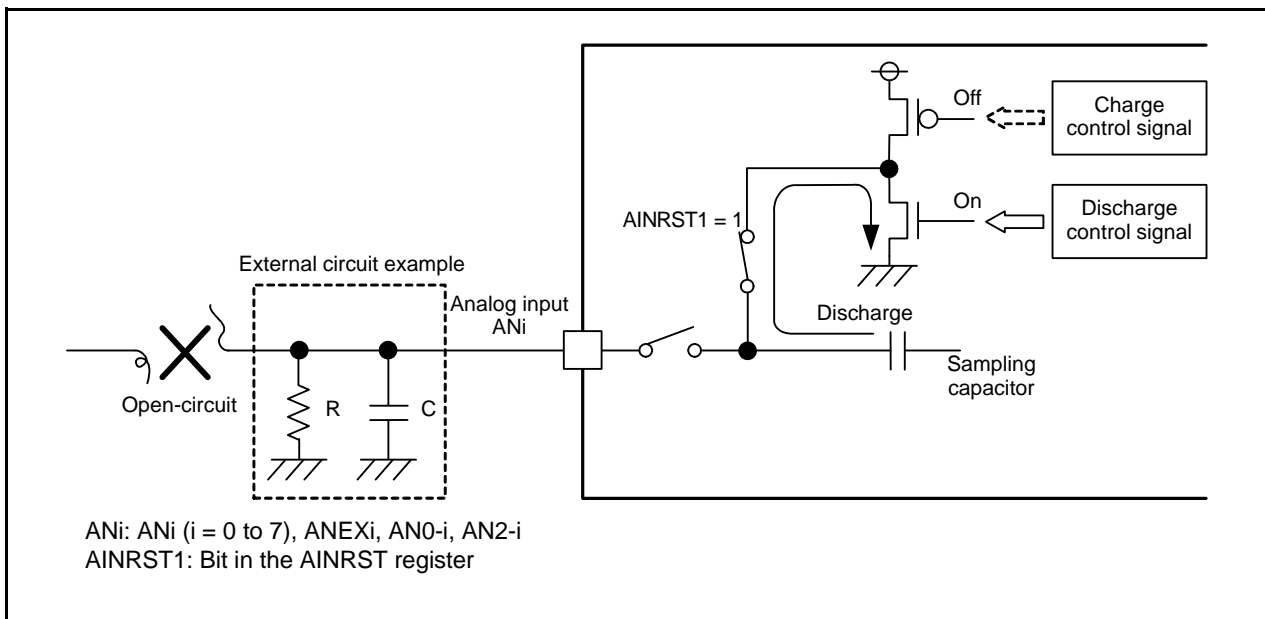 Off
Charge
control signal
On
Discharge
control signal
AINRST1 = 1
External circuit example
Analog input
ANi
Discharge
Sampling
capacitor
Open-circuit
R
C
ANi: ANi (i = 0 to 7), ANEXi, AN0-i, AN2-i
AINRST1: Bit in the AINRST register